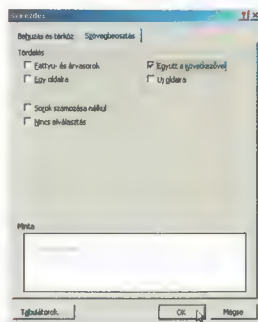 Behúzás és térköz Szövegbeosztás
Tördelés
Fattyú- és árvasorok Együtt a következővel
Egy oldalra Új oldalra
Sorok számozása nélkül
Nincs elválasztás
Minta
Tabulátorok. OK Mégse